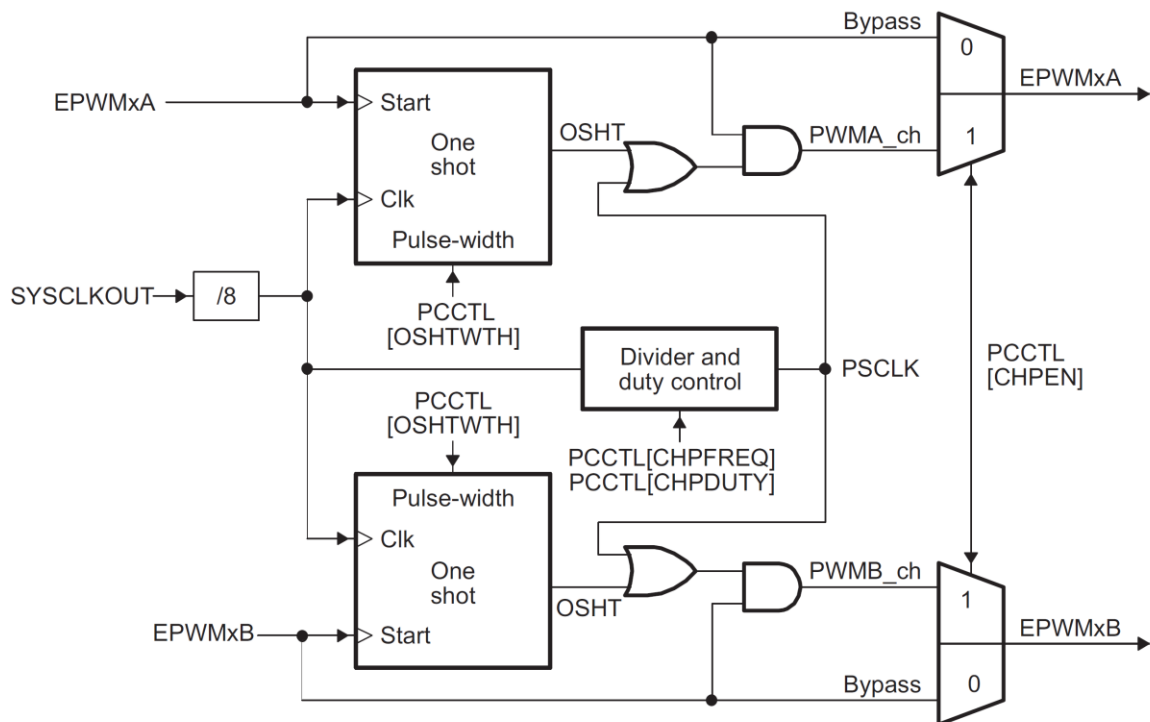 Bypass
0
EPWMxA
EPWMxA
Start
OSHT
PWMA_ch
1
One
shot
Clk
Pulse-width
SYSCLKOUT
/8
PCCTL
[OSHTWTH]
Divider and
duty control
PSCLK
PCCTL
[CHPEN]
PCCTL
[OSHTWTH]
PCCTL[CHPFREQ]
PCCTL[CHPDUTY]
Pulse-width
Clk
One
shot
OSHT
PWMB_ch
1
EPWMxB
Start
EPWMxB
Bypass
0